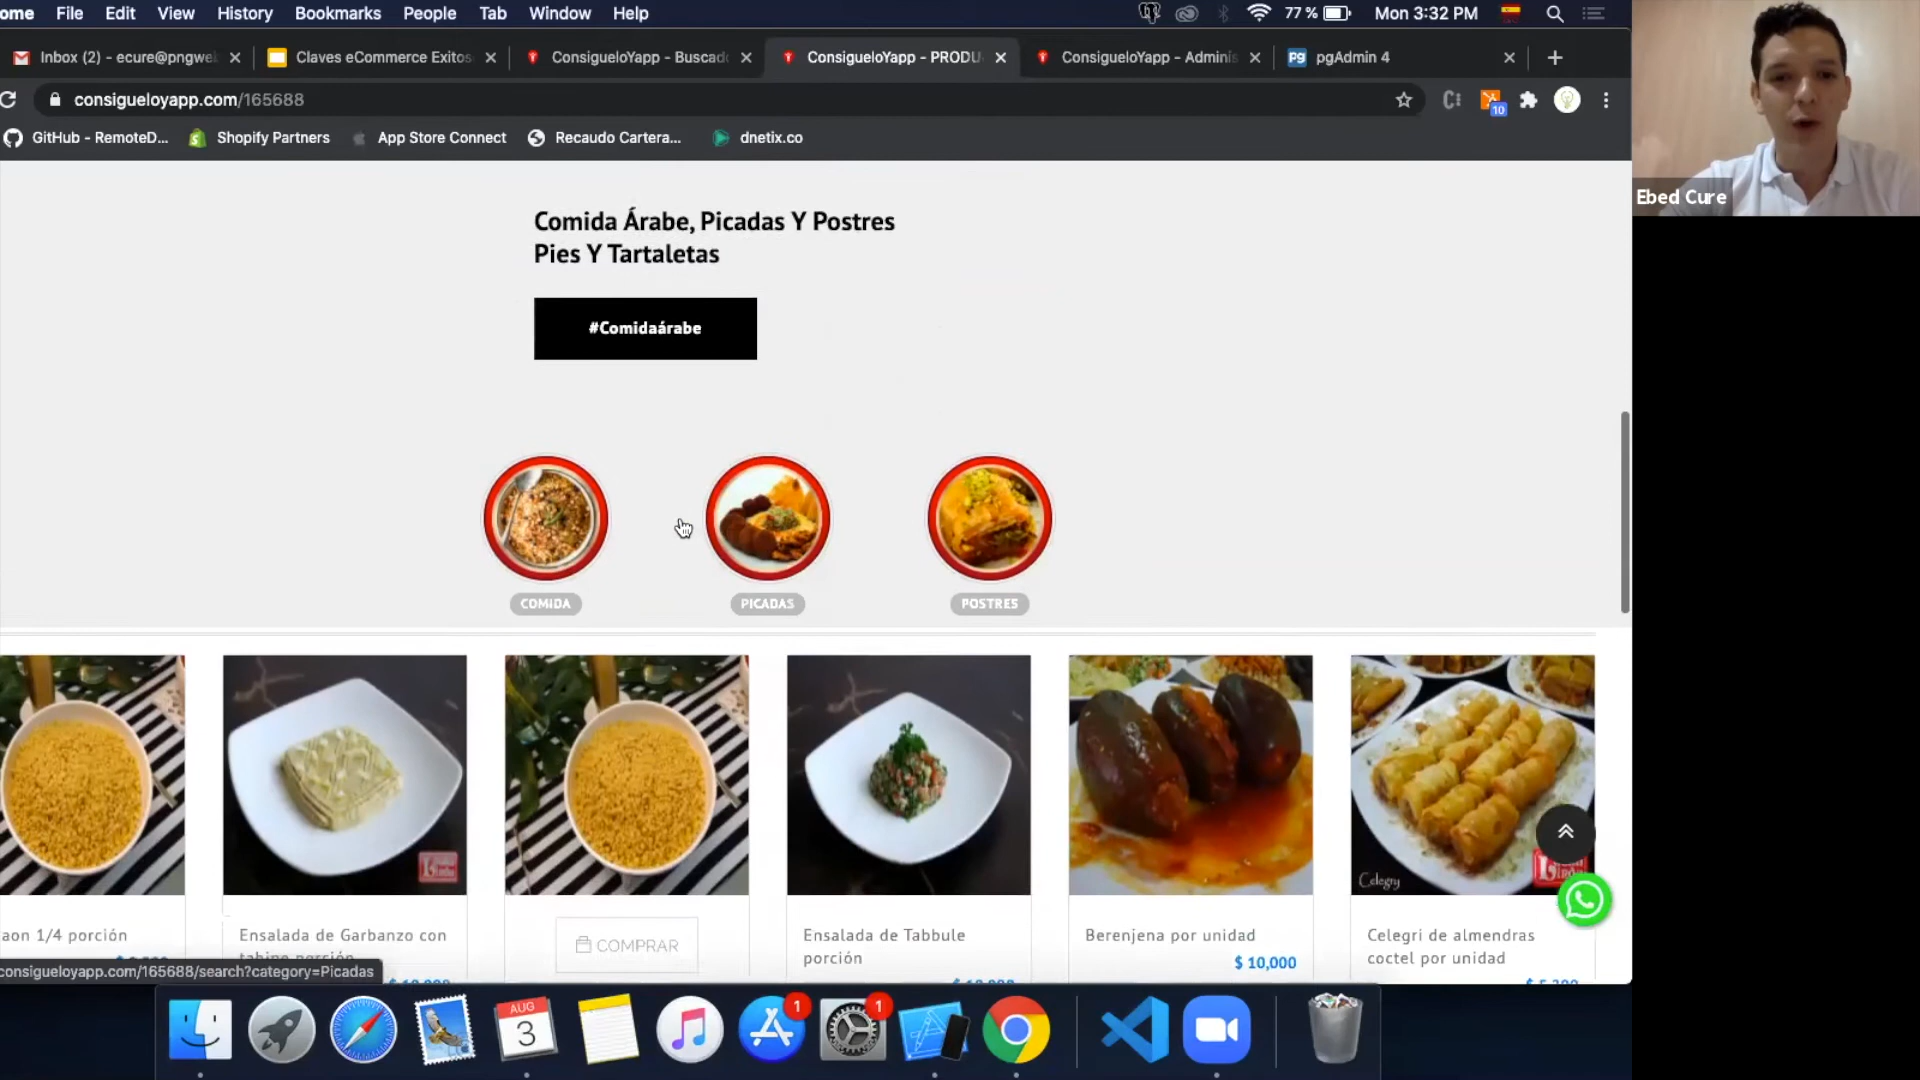 ome File Edit View History Bookmarks People Tab Window Help 77 % Mon 3:32 PM
Inbox (2) - ecure@pngwe Claves eCommerce Exitos ConsigueloYapp - Buscad ConsigueloYapp - PRODU ConsigueloYapp - Adminis pgAdmin 4
consigueloyapp.com/165688 10
GitHub - RemoteD... Shopify Partners App Store Connect Recaudo Cartera... dnetix.co
Ebed Cure
Comida Árabe, Picadas Y Postres
Pies Y Tartaletas
#Comidaárabe
COMIDA PICADAS POSTRES
Celegry
aon 1/4 porción
Ensalada de Garbanzo con
COMPRAR
Ensalada de Tabbule
porción
Berenjena por unidad
$ 10,000
Celegri de almendras
coctel por unidad
consigueloyapp.com/165688/search?category=Picadas
AUG
3
1
1